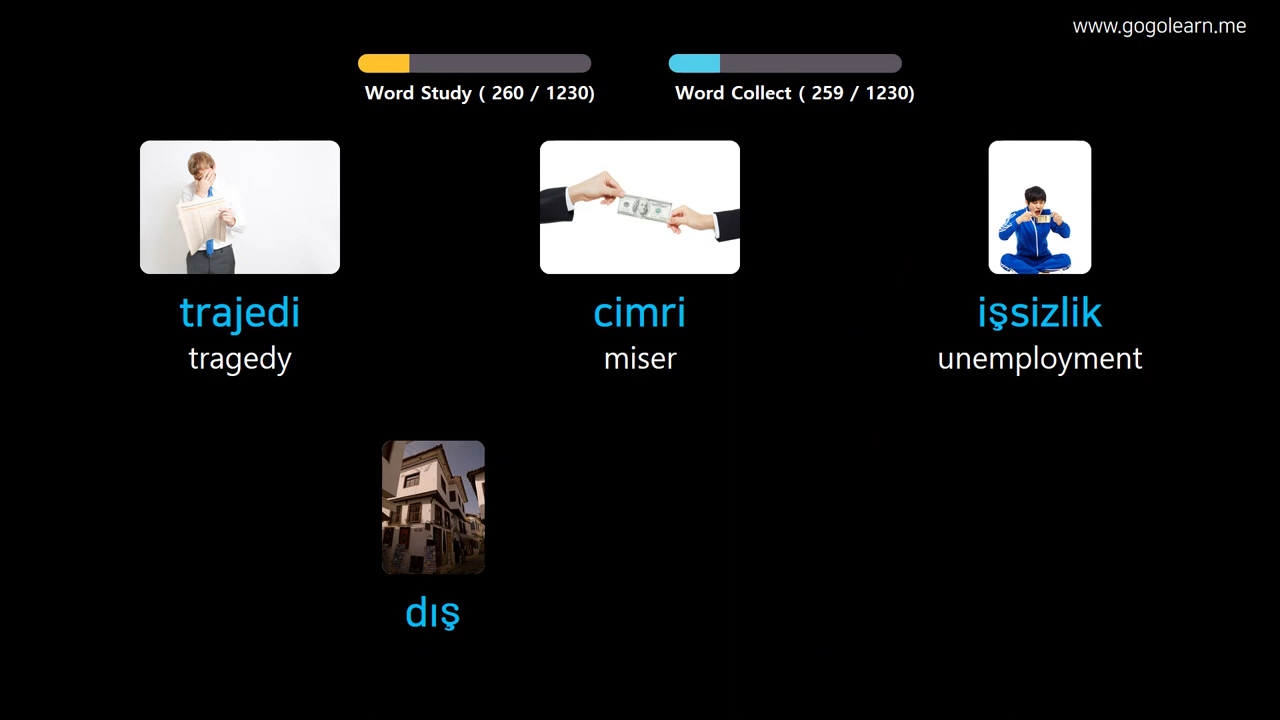 www.gogolearn.me
Word Study ( 260 / 1230)
Word Collect ( 259 / 1230)
trajedi
tragedy
cimri
miser
işsizlik
unemployment
dış